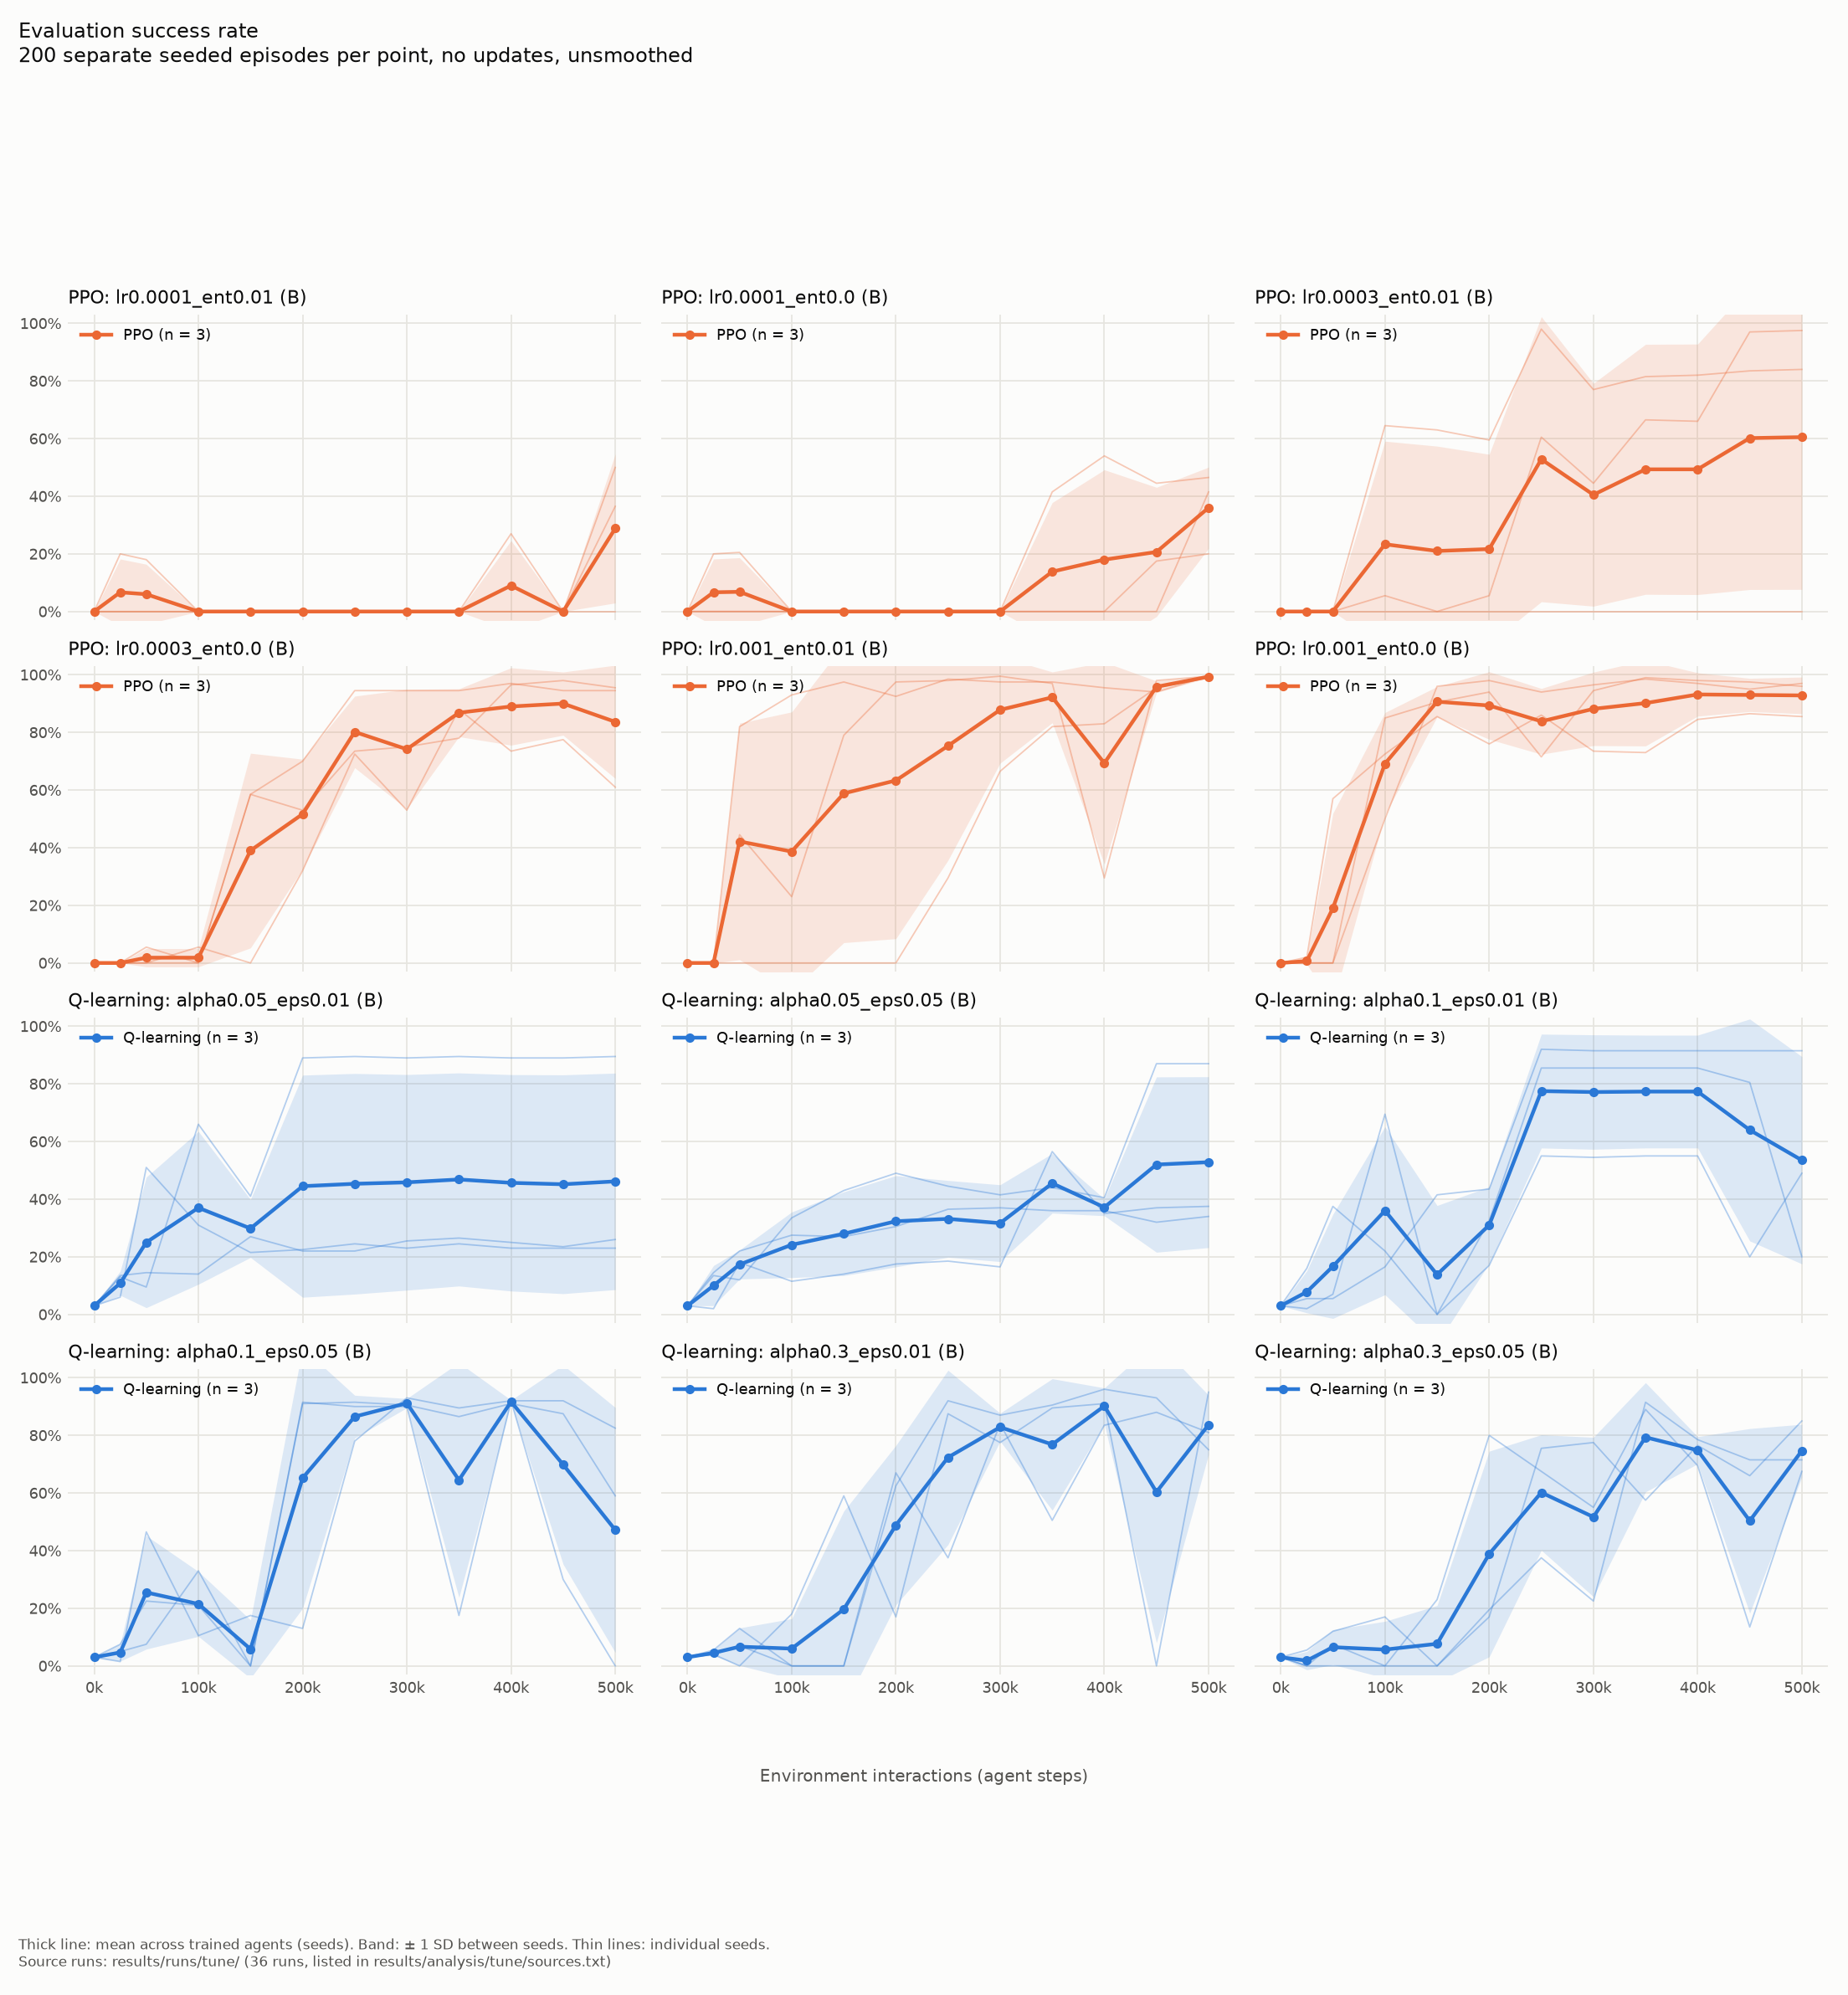 Evaluation success rate
200 separate seeded episodes per point, no updates, unsmoothed
PPO: lr0.0001_ent0.01 (B)
PPO: lr0.0001_ent0.0 (B)
PPO: lr0.0003_ent0.01 (B)
100%
80%
60%
40%
20%
0%
PPO (n = 3)
PPO (n = 3)
PPO (n = 3)
PPO: lr0.0003_ent0.0 (B)
PPO: lr0.001_ent0.01 (B)
PPO: lr0.001_ent0.0 (B)
100%
80%
60%
40%
20%
0%
PPO (n = 3)
PPO (n = 3)
PPO (n = 3)
Q-learning: alpha0.05_eps0.01 (B)
Q-learning: alpha0.05_eps0.05 (B)
Q-learning: alpha0.1_eps0.01 (B)
100%
80%
60%
40%
20%
0%
Q-learning (n = 3)
Q-learning (n = 3)
Q-learning (n = 3)
Q-learning: alpha0.1_eps0.05 (B)
Q-learning: alpha0.3_eps0.01 (B)
Q-learning: alpha0.3_eps0.05 (B)
100%
80%
60%
40%
20%
0%
Q-learning (n = 3)
Q-learning (n = 3)
Q-learning (n = 3)
0k 100k 200k 300k 400k 500k
0k 100k 200k 300k 400k 500k
0k 100k 200k 300k 400k 500k
Environment interactions (agent steps)
Thick line: mean across trained agents (seeds). Band: ± 1 SD between seeds. Thin lines: individual seeds.
Source runs: results/runs/tune/ (36 runs, listed in results/analysis/tune/sources.txt)